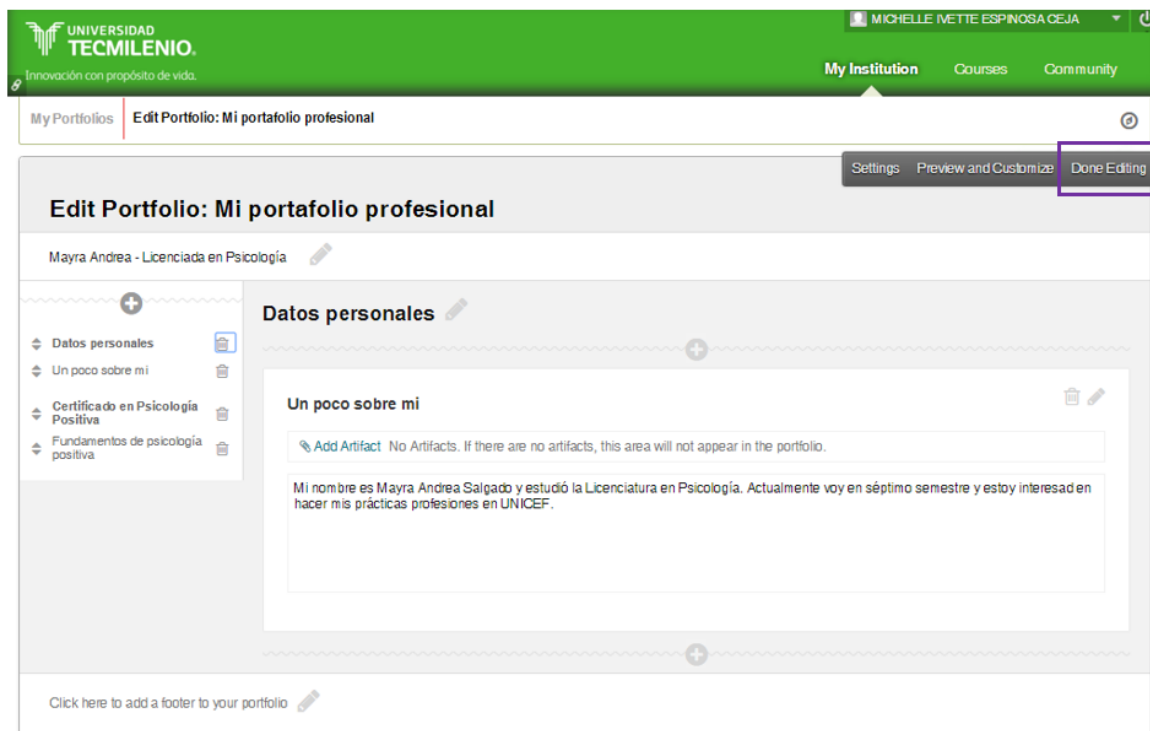 UNIVERSIDAD
TECMILENIO.
Innovación con propósito de vida.
MICHELLE IVETTE ESPINOSA CEJA
My Institution Courses Community
My Portfolios Edit Portfolio: Mi portafolio profesional
Settings Preview and Customize Done Editing
Edit Portfolio: Mi portafolio profesional
Mayra Andrea - Licenciada en Psicología
Datos personales
Un poco sobre mi
Certificado en Psicología
Positiva
Fundamentos de psicología
positiva
Datos personales
Un poco sobre mi
Add Artifact No Artifacts. If there are no artifacts, this area will not appear in the portfolio.
Mi nombre es Mayra Andrea Salgado y estudió la Licenciatura en Psicología. Actualmente voy en séptimo semestre y estoy interesad en
hacer mis prácticas profesiones en UNICEF.
Click here to add a footer to your portfolio